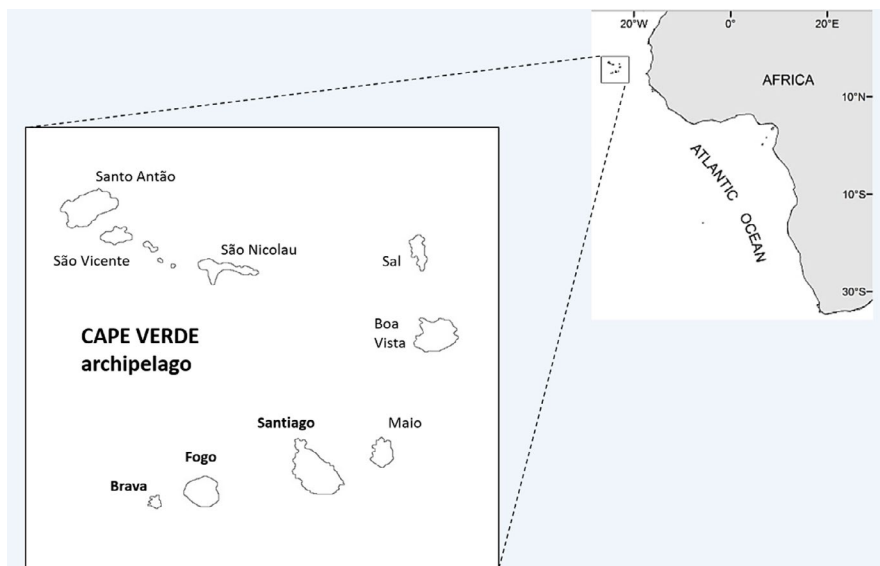 Santo Antão
São Vicente
São Nicolau
Sal
Boa
Vista
CAPE VERDE
archipelago
Santiago
Maio
Fogo
Brava
20°W
0°
20°E
AFRICA
10°N
ATLANTIC OCEAN
10°S
30°S